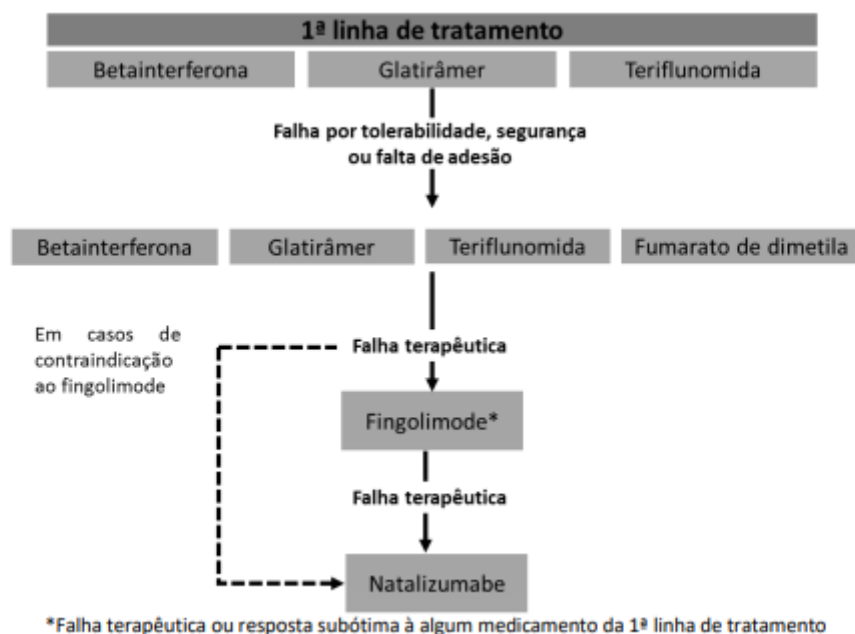 1ª linha de tratamento
Betainterferona
Glatirâmer
Teriflunomida
Falha por tolerabilidade, segurança
ou falta de adesão
Betainterferona
Glatirâmer
Teriflunomida
Fumarato de dimetila
Em casos de
contraindicação
ao fingolimode
Falha terapêutica
Fingolimode*
Falha terapêutica
Natalizumabe
*Falha terapêutica ou resposta subótima à algum medicamento da 1ª linha de tratamento